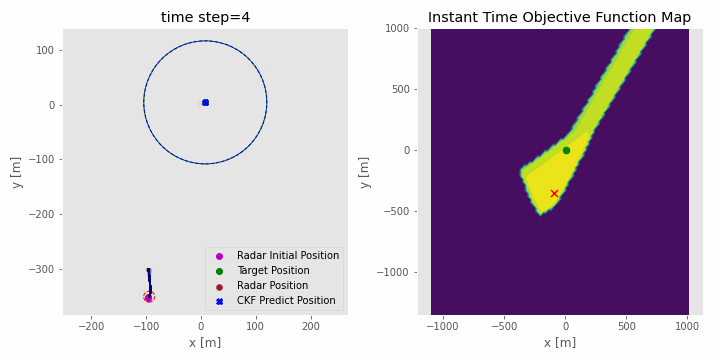 time step=4
100
0
−100
−200
−300
y [m]
−200
−100
0
100
200
x [m]
Radar Initial Position
Target Position
Radar Position
CKF Predict Position
Instant Time Objective Function Map
1000
500
0
−500
−1000
y [m]
−1000
−500
0
500
1000
x [m]